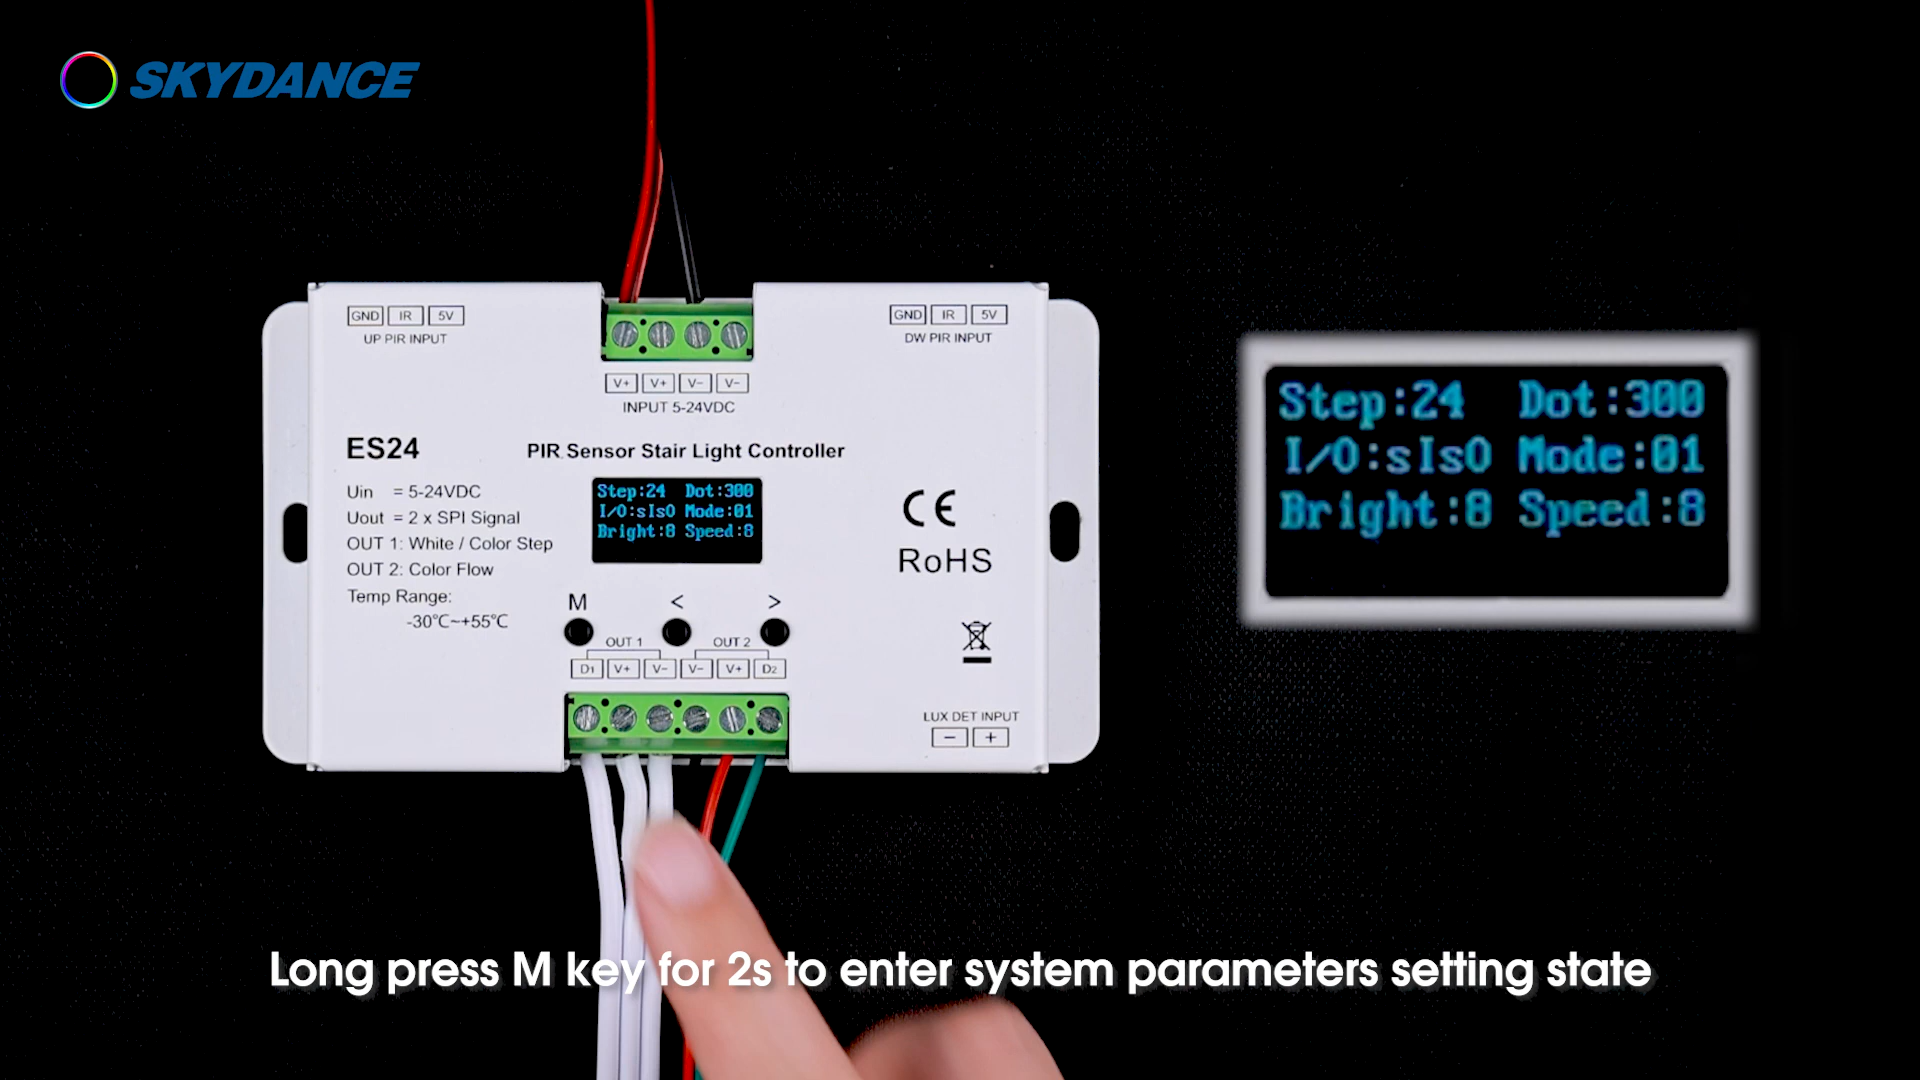 SKYDANCE
GND IR 5V
UP PIR INPUT
GND IR 5V
DW PIR INPUT
V+ V+ V− V−
INPUT 5-24VDC
ES24
PIR Sensor Stair Light Controller
Uin = 5-24VDC
Uout = 2 x SPI Signal
OUT 1: White / Color Step
OUT 2: Color Flow
Temp Range:
-30℃~+55℃
Step:24 Dot:300
I/O:sIsO Mode:01
Bright:8 Speed:8
CE
RoHS
M < >
OUT 1 OUT 2
D1 V+ V− V− V+ D2
LUX DET INPUT
− +
Step:24 Dot:300
I/O:sIsO Mode:01
Bright:8 Speed:8
Long press M key for 2s to enter system parameters setting state